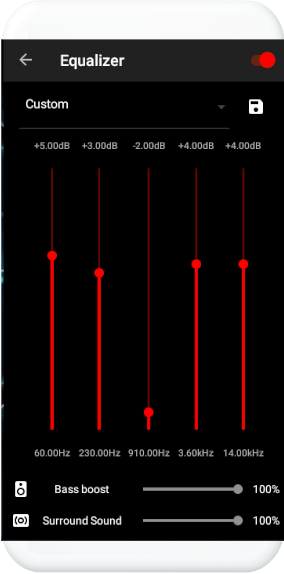 Equalizer
Custom
+5.00dB +3.00dB -2.00dB +4.00dB +4.00dB
60.00Hz 230.00Hz 910.00Hz 3.60kHz 14.00kHz
Bass boost 100%
Surround Sound 100%